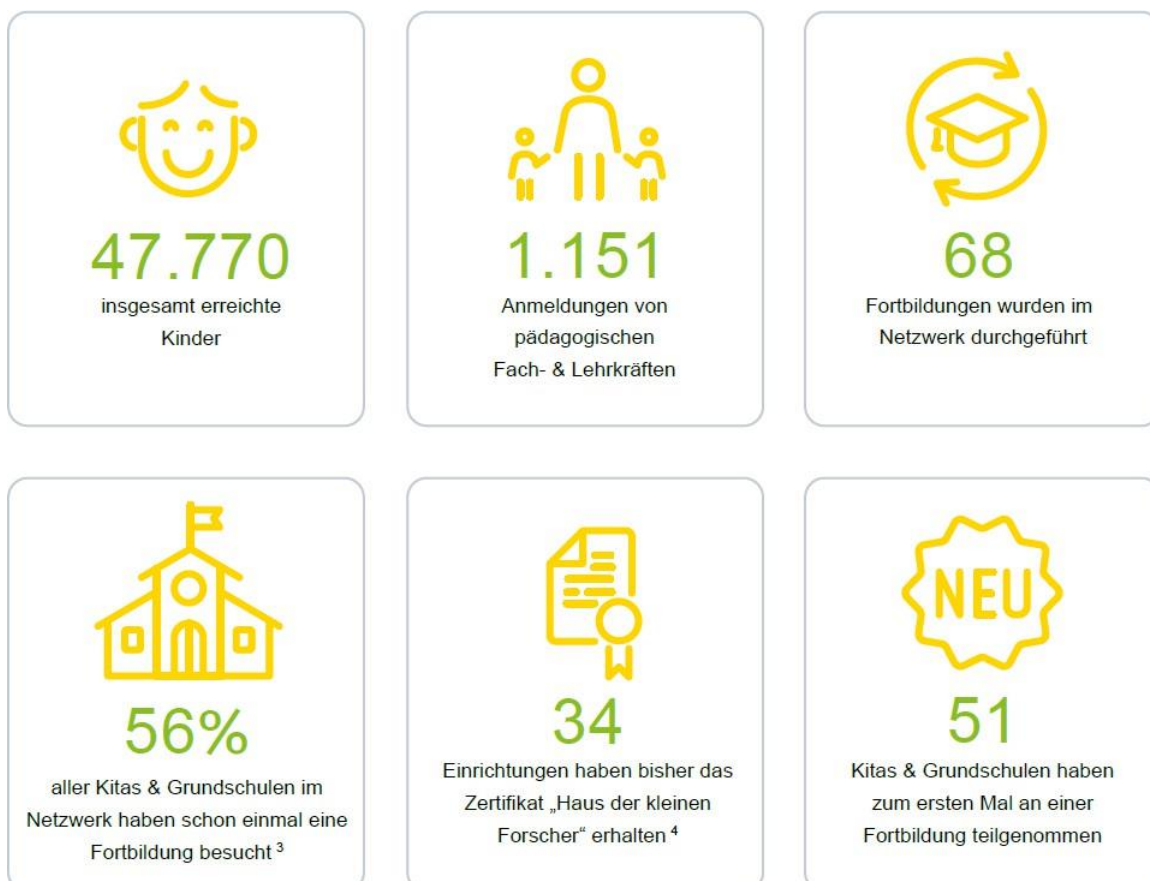 47.770
insgesamt erreichte
Kinder
1.151
Anmeldungen von
pädagogischen
Fach- & Lehrkräften
68
Fortbildungen wurden im
Netzwerk durchgeführt
56%
aller Kitas & Grundschulen im
Netzwerk haben schon einmal eine
Fortbildung besucht ³
34
Einrichtungen haben bisher das
Zertifikat „Haus der kleinen
Forscher“ erhalten ⁴
NEU
51
Kitas & Grundschulen haben
zum ersten Mal an einer
Fortbildung teilgenommen